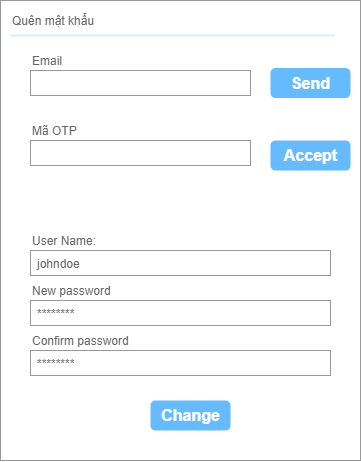 Quên mật khẩu
Email
Send
Mã OTP
Accept
User Name:
johndoe
New password
********
Confirm password
********
Change